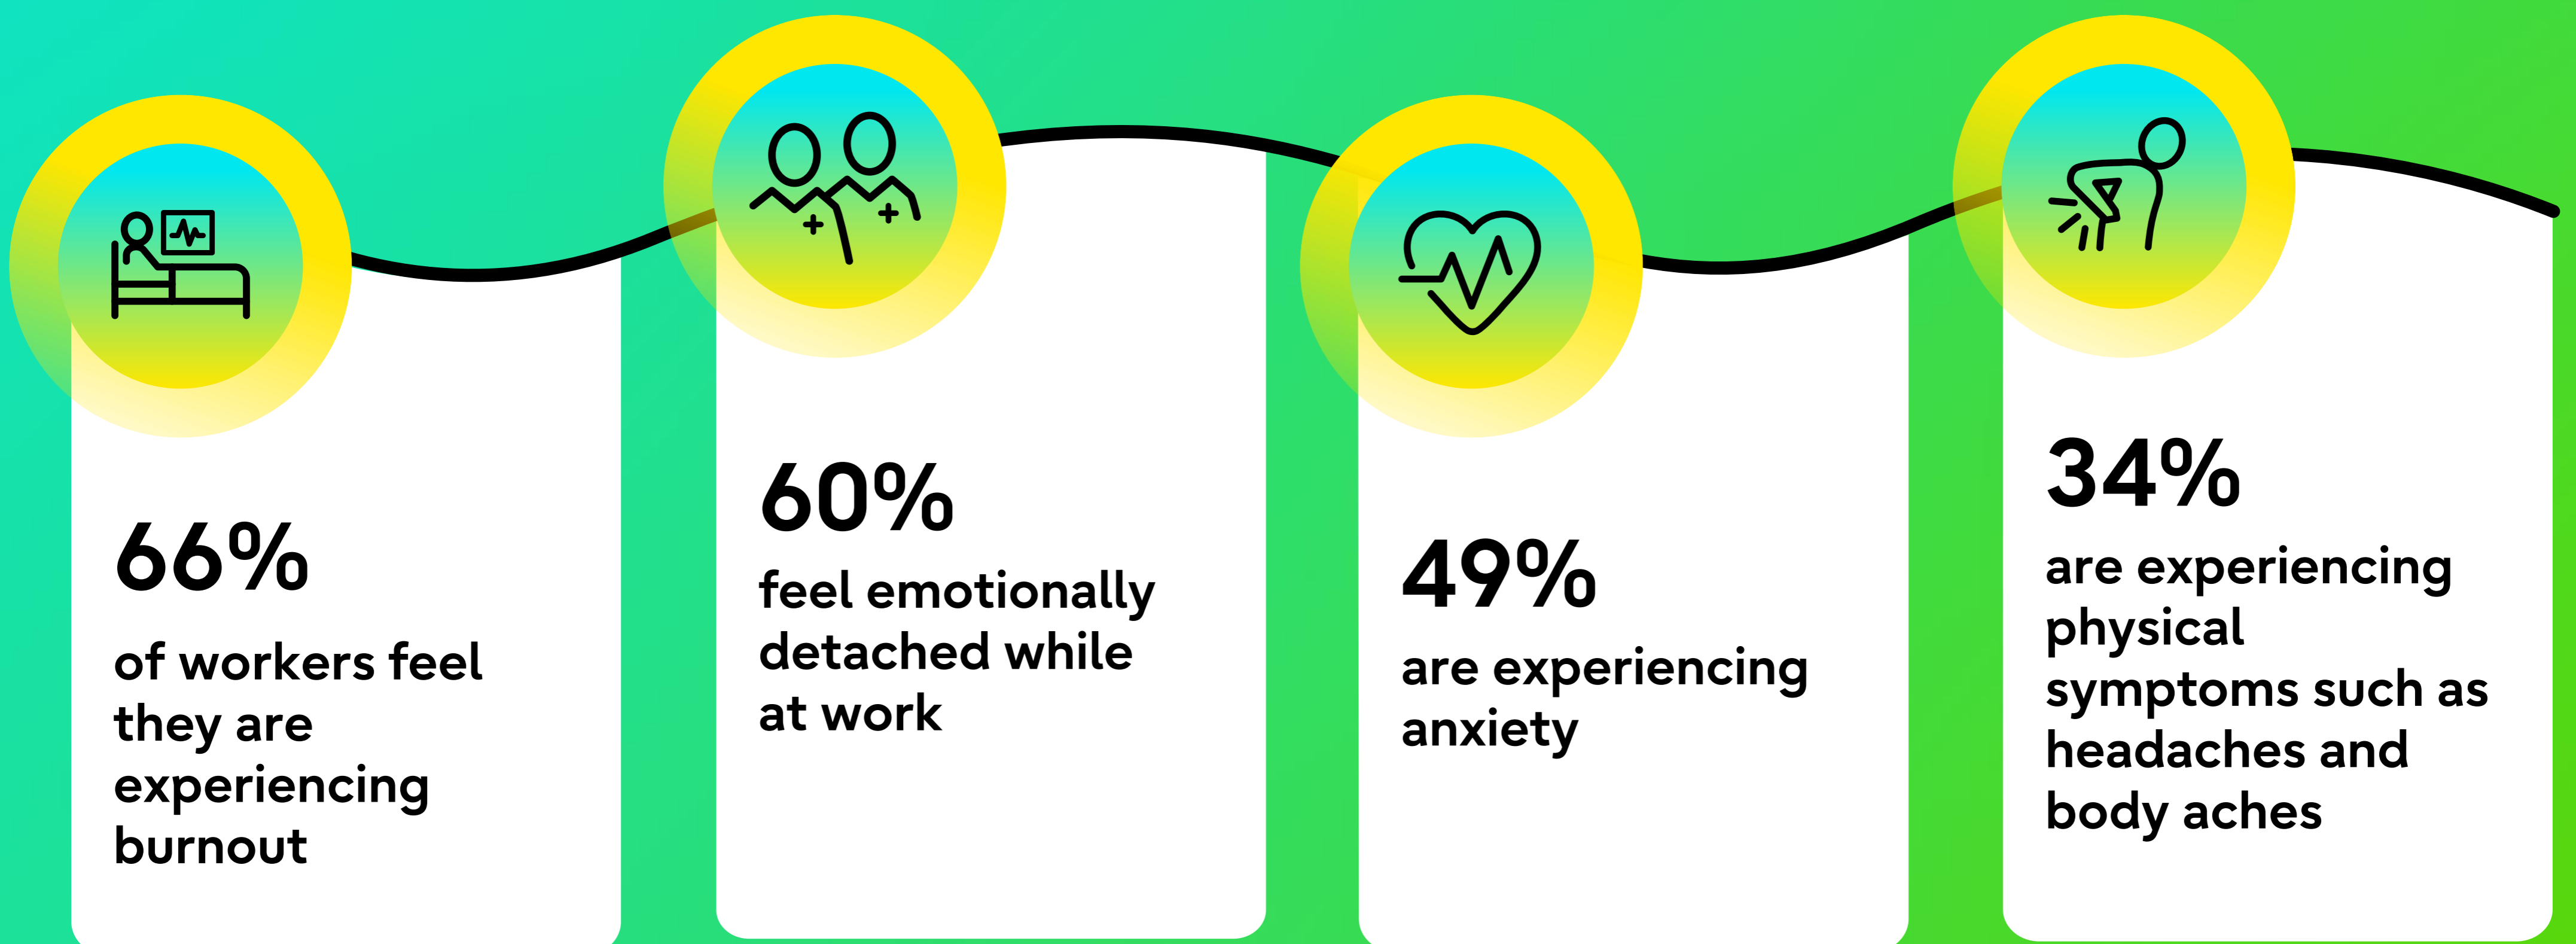 66%
of workers feel
they are
experiencing
burnout
60%
feel emotionally
detached while
at work
49%
are experiencing
anxiety
34%
are experiencing
physical
symptoms such as
headaches and
body aches